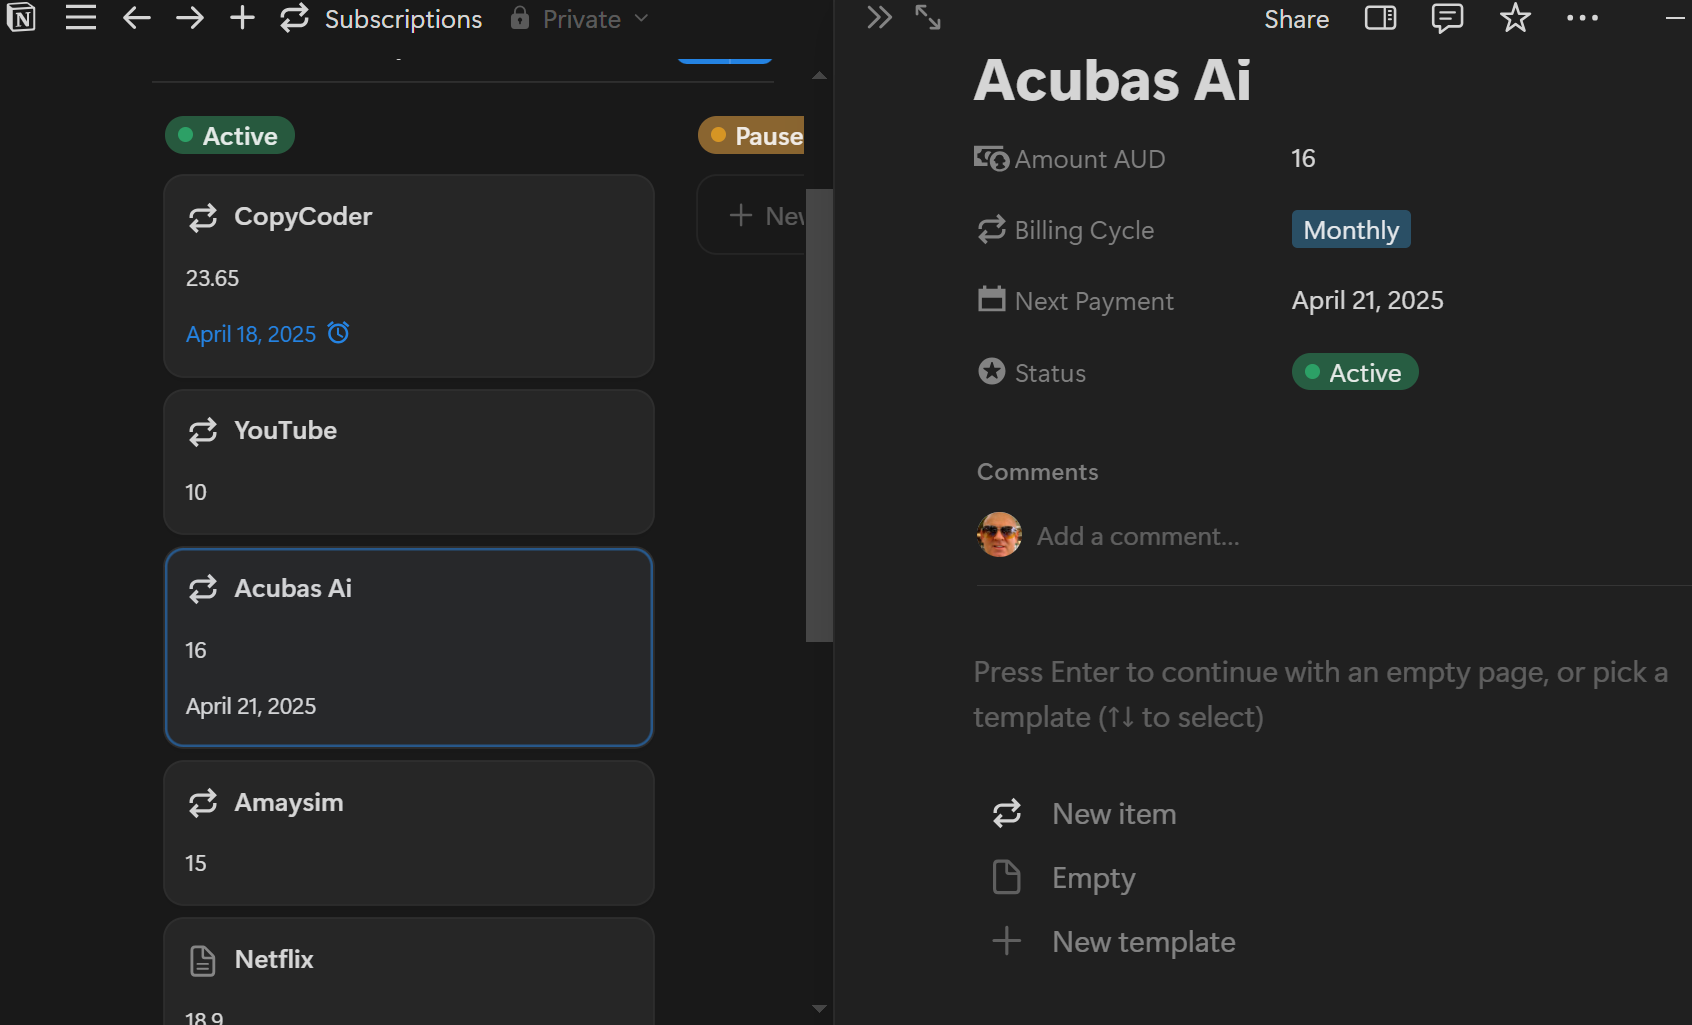 Subscriptions Private
Active
CopyCoder
23.65
April 18, 2025
YouTube
10
Acubas Ai
16
April 21, 2025
Amaysim
15
Netflix
18.9
Pause
+ New
Share
Acubas Ai
Amount AUD 16
Billing Cycle Monthly
Next Payment April 21, 2025
Status Active
Comments
Add a comment...
Press Enter to continue with an empty page, or pick a
template (↑↓ to select)
New item
Empty
+ New template